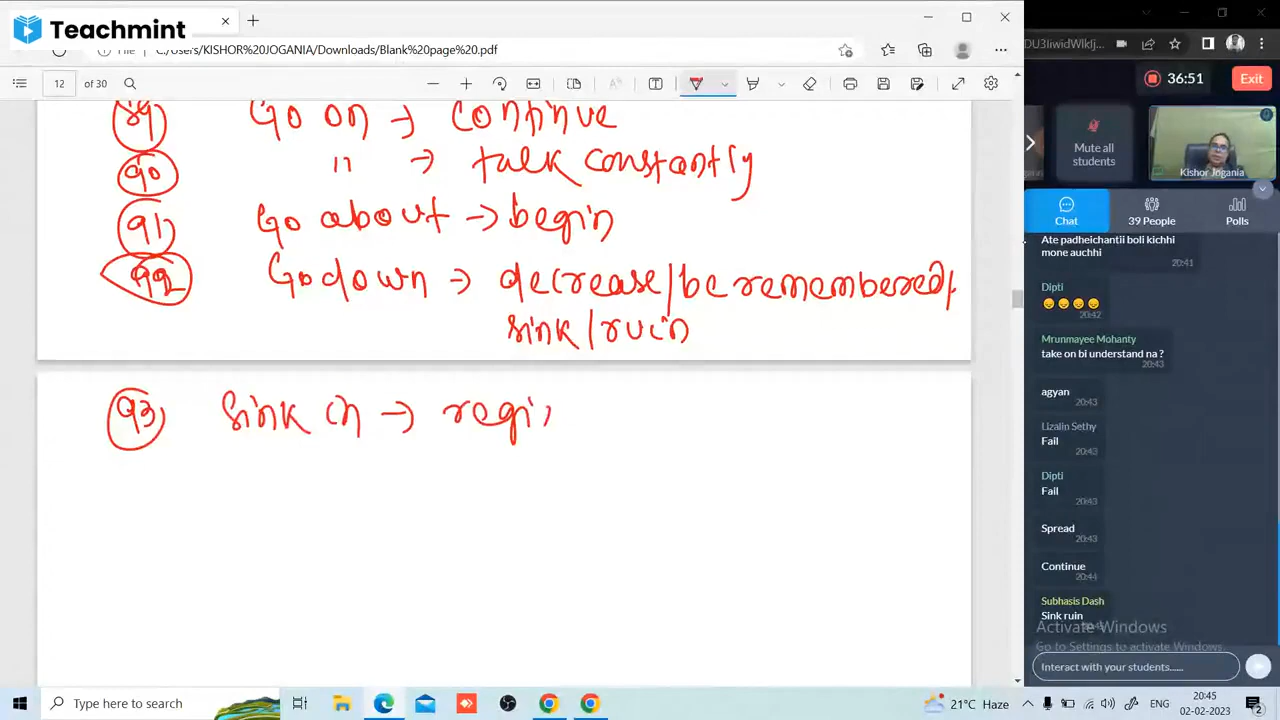 Teachmint
File
C:/Users/KISHOR%20JOGANIA/Downloads/Blank%20page%20.pdf
12 of 30
89 Go on → continue
90 " → talk constantly
91 Go about → begin
92 Go down → decrease/be remembered/
sink/ruin
93 Sink in → regi
DU3IiwidWlkIj...
36:51
Exit
Mute all
students
Kishor Jogania
Chat
39 People
Polls
Ate padheichantii boli kichhi
mone auchhi
20:41
Dipti
20:42
Mrunmayee Mohanty
take on bi understand na ?
20:43
agyan
20:43
Lizalin Sethy
Fail
20:43
Dipti
Fail
20:43
Spread
20:43
Continue
20:44
Subhasis Dash
Sink ruin
Activate Windows
Go to Settings to activate Windows.
Interact with your students......
Type here to search
21°C Haze
ENG
20:45
02-02-2023
2